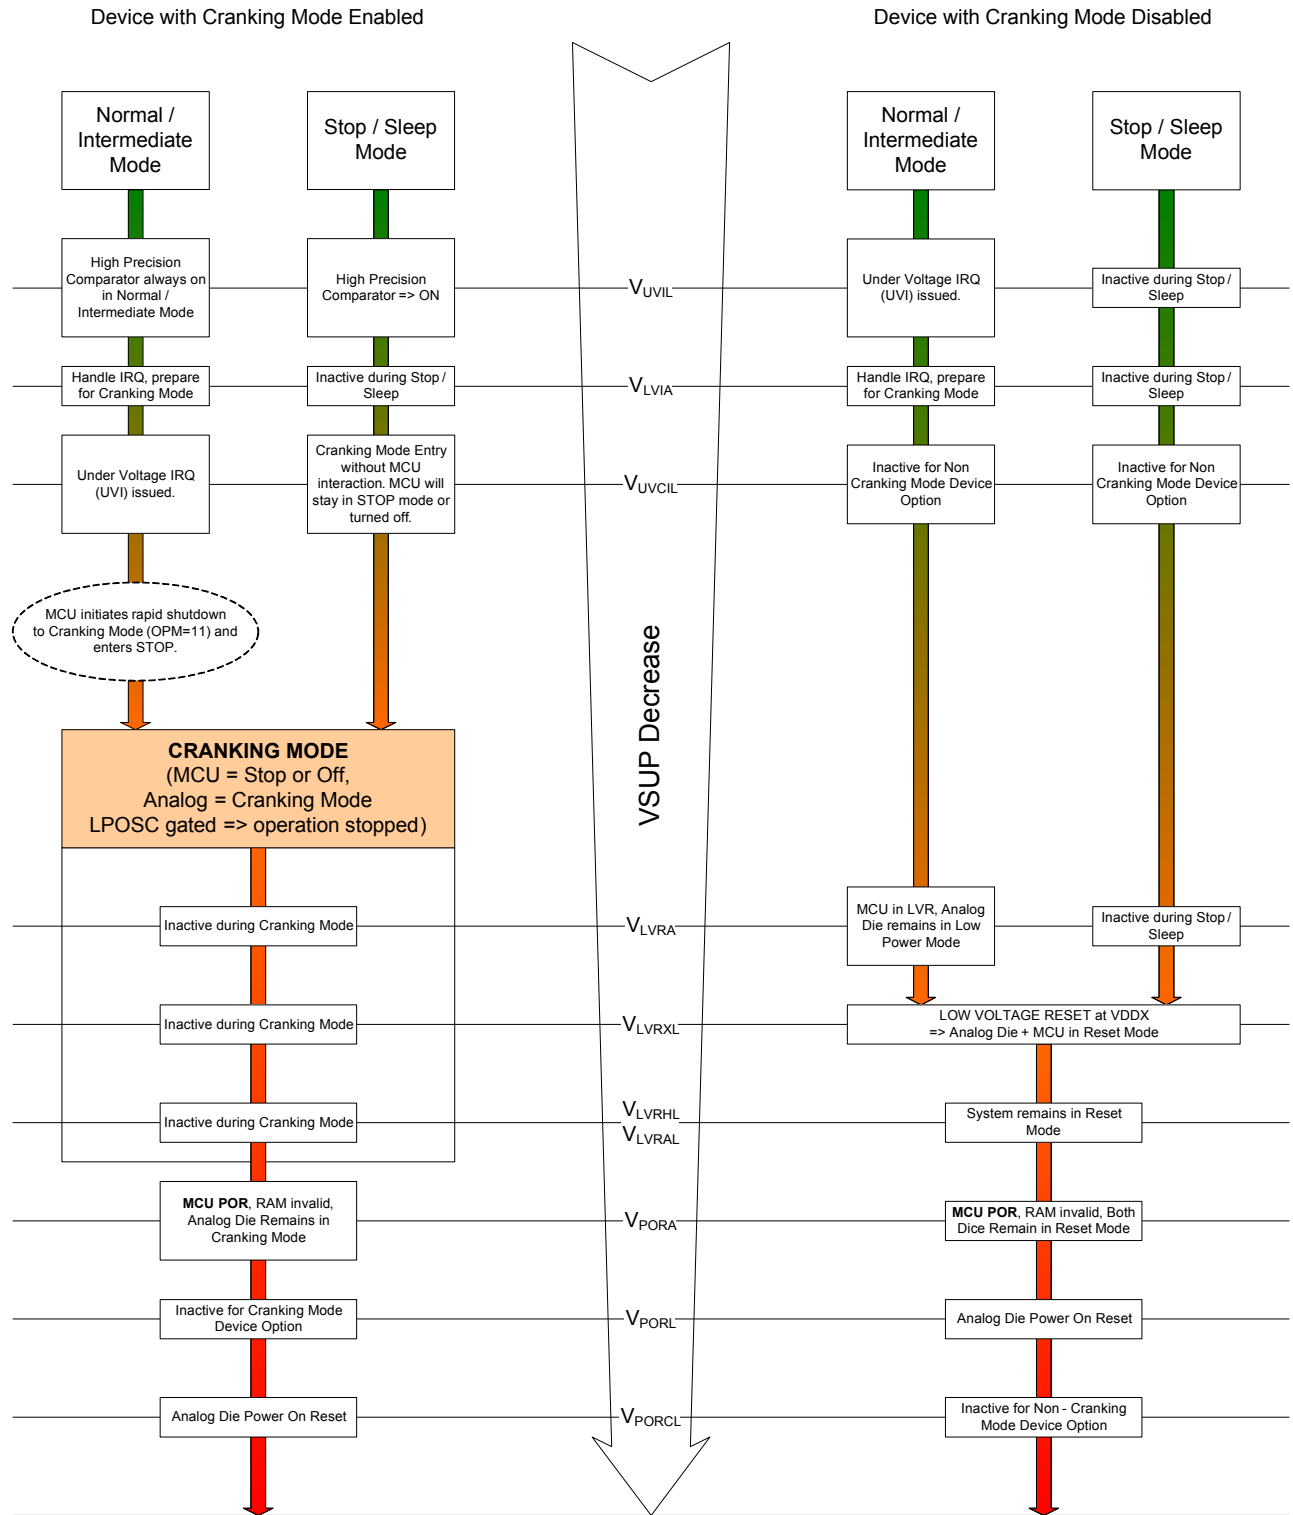 Device with Cranking Mode Enabled
Device with Cranking Mode Disabled
Normal /
Intermediate
Mode
Stop / Sleep
Mode
Normal /
Intermediate
Mode
Stop / Sleep
Mode
High Precision
Comparator always on
in Normal /
Intermediate Mode
High Precision
Comparator => ON
VUVIL
Under Voltage IRQ
(UVI) issued.
Inactive during Stop /
Sleep
Handle IRQ, prepare
for Cranking Mode
Inactive during Stop /
Sleep
VLVIA
Handle IRQ, prepare
for Cranking Mode
Inactive during Stop /
Sleep
Under Voltage IRQ
(UVI) issued.
Cranking Mode Entry
without MCU
interaction. MCU will
stay in STOP mode or
turned off.
VUVCIL
Inactive for Non
Cranking Mode Device
Option
Inactive for Non
Cranking Mode Device
Option
MCU initiates rapid shutdown
to Cranking Mode (OPM=11) and
enters STOP.
VSUP Decrease
CRANKING MODE
(MCU = Stop or Off,
Analog = Cranking Mode
LPOSC gated => operation stopped)
Inactive during Cranking Mode
VLVRA
MCU in LVR, Analog
Die remains in Low
Power Mode
Inactive during Stop /
Sleep
Inactive during Cranking Mode
VLVRXL
LOW VOLTAGE RESET at VDDX
=> Analog Die + MCU in Reset Mode
Inactive during Cranking Mode
VLVRHL
VLVRAL
System remains in Reset
Mode
MCU POR, RAM invalid,
Analog Die Remains in
Cranking Mode
VPORA
MCU POR, RAM invalid, Both
Dice Remain in Reset Mode
Inactive for Cranking Mode
Device Option
VPORL
Analog Die Power On Reset
Analog Die Power On Reset
VPORCL
Inactive for Non - Cranking
Mode Device Option